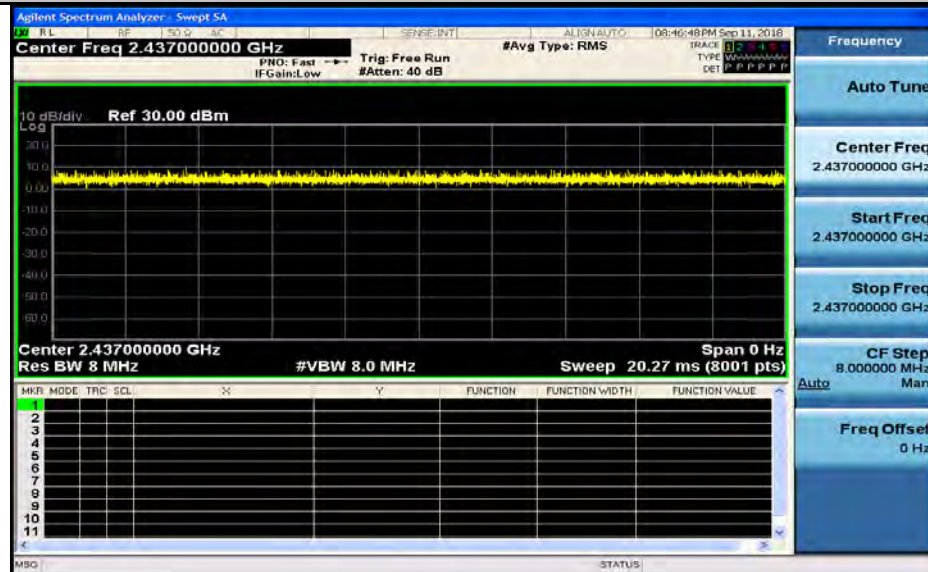 Agilent Spectrum Analyzer - Swept SA
RL RF 50 Ω AC SENSE:INT ALIGN AUTO 08:46:48 PM Sep 11, 2018
Center Freq 2.437000000 GHz #Avg Type: RMS TRACE 1 2 3 4 5 6
PNO: Fast Trig: Free Run TYPE
IFGain:Low #Atten: 40 dB DET P P P P P P
10 dB/div Ref 30.00 dBm
Log
20.0
10.0
0.00
-10.0
-20.0
-30.0
-40.0
-50.0
-60.0
Center 2.437000000 GHz Span 0 Hz
Res BW 8 MHz #VBW 8.0 MHz Sweep 20.27 ms (8001 pts)
MKR MODE TRC SCL X Y FUNCTION FUNCTION WIDTH FUNCTION VALUE
1
2
3
4
5
6
7
8
9
10
11
MSG STATUS
Frequency
Auto Tune
Center Freq
2.437000000 GHz
Start Freq
2.437000000 GHz
Stop Freq
2.437000000 GHz
CF Step
8.000000 MHz
Auto Man
Freq Offset
0 Hz